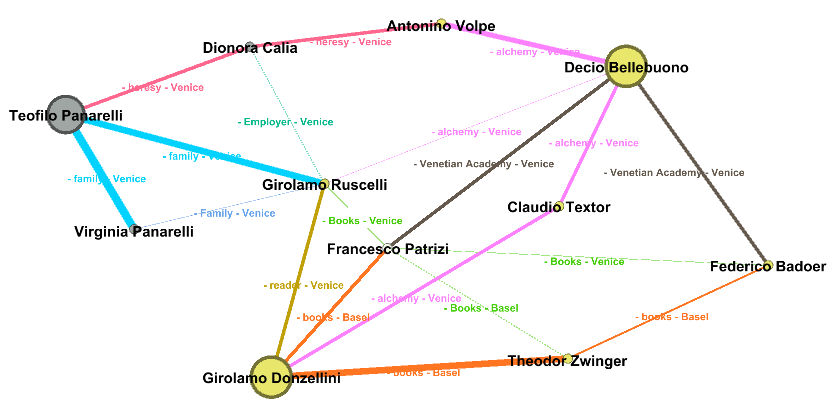 Antonino Volpe
- heresy - Venice
Dionora Calia
- alchemy - Venice
Decio Bellebuono
- heresy - Venice
Teofilo Panarelli
- Employer - Venice
- alchemy - Venice
- alchemy - Venice
- family - Venice
- Venetian Academy - Venice
- Venetian Academy - Venice
- family - Venice
Girolamo Ruscelli
Claudio Textor
- Family - Venice
- Books - Venice
Virginia Panarelli
Francesco Patrizi
- Books - Venice
Federico Badoer
- reader - Venice
- alchemy - Venice
- Books - Basel
- books - Basel
- books - Basel
Theodor Zwinger
- books - Basel
Girolamo Donzellini